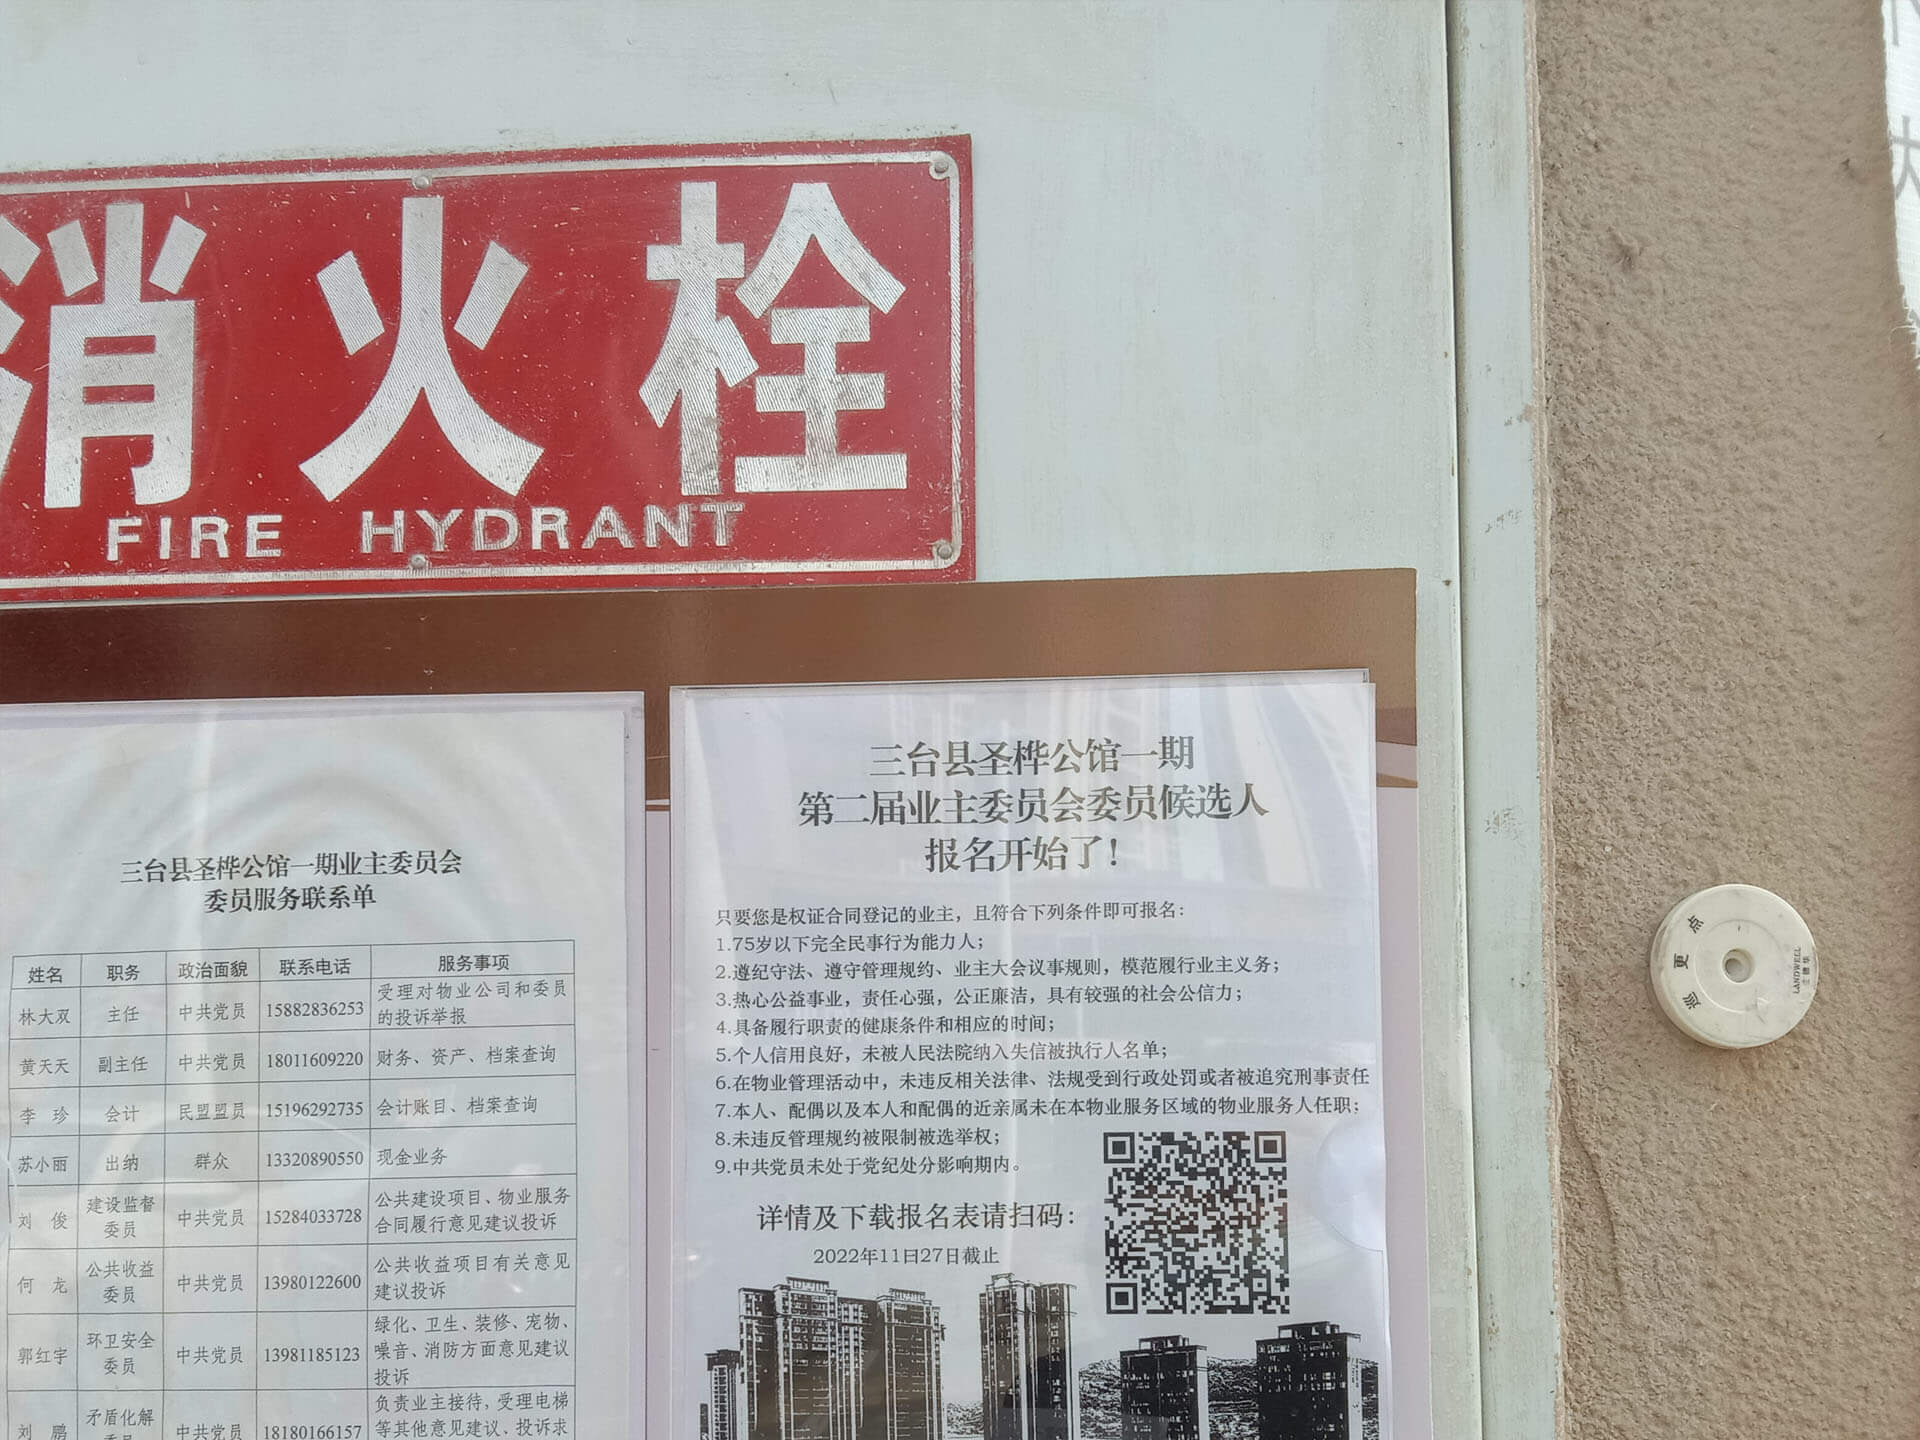 消火栓
FIRE HYDRANT
三台县圣桦公馆一期业主委员会
委员服务联系单
姓名 职务 政治面貌 联系电话 服务事项
林大双 主任 中共党员 15882836253 受理对物业公司和委员的投诉举报
黄天天 副主任 中共党员 18011609220 财务、资产、档案查询
李珍 会计 民盟盟员 15196292735 会计账目、档案查询
苏小丽 出纳 群众 13320890550 现金业务
刘俊 建设监督委员 中共党员 15284033728 公共建设项目、物业服务合同履行意见建议投诉
何龙 公共收益委员 中共党员 13980122600 公共收益项目有关意见建议投诉
郭红宇 环卫安全委员 中共党员 13981185123 绿化、卫生、装修、宠物、噪音、消防方面意见建议投诉
刘鹏 矛盾化解 中共党员 18180166157 负责业主接待，受理电梯等其他意见建议、投诉求
三台县圣桦公馆一期
第二届业主委员会委员候选人
报名开始了！
只要您是权证合同登记的业主，且符合下列条件即可报名：
1.75岁以下完全民事行为能力人；
2.遵纪守法、遵守管理规约、业主大会议事规则，模范履行业主义务；
3.热心公益事业，责任心强，公正廉洁，具有较强的社会公信力；
4.具备履行职责的健康条件和相应的时间；
5.个人信用良好，未被人民法院纳入失信被执行人名单；
6.在物业管理活动中，未违反相关法律、法规受到行政处罚或者被追究刑事责任
7.本人、配偶以及本人和配偶的近亲属未在本物业服务区域的物业服务人任职；
8.未违反管理规约被限制被选举权；
9.中共党员未处于党纪处分影响期内。
详情及下载报名表请扫码：
2022年11日27日截止
巡更点
LANDWELL
兰德华